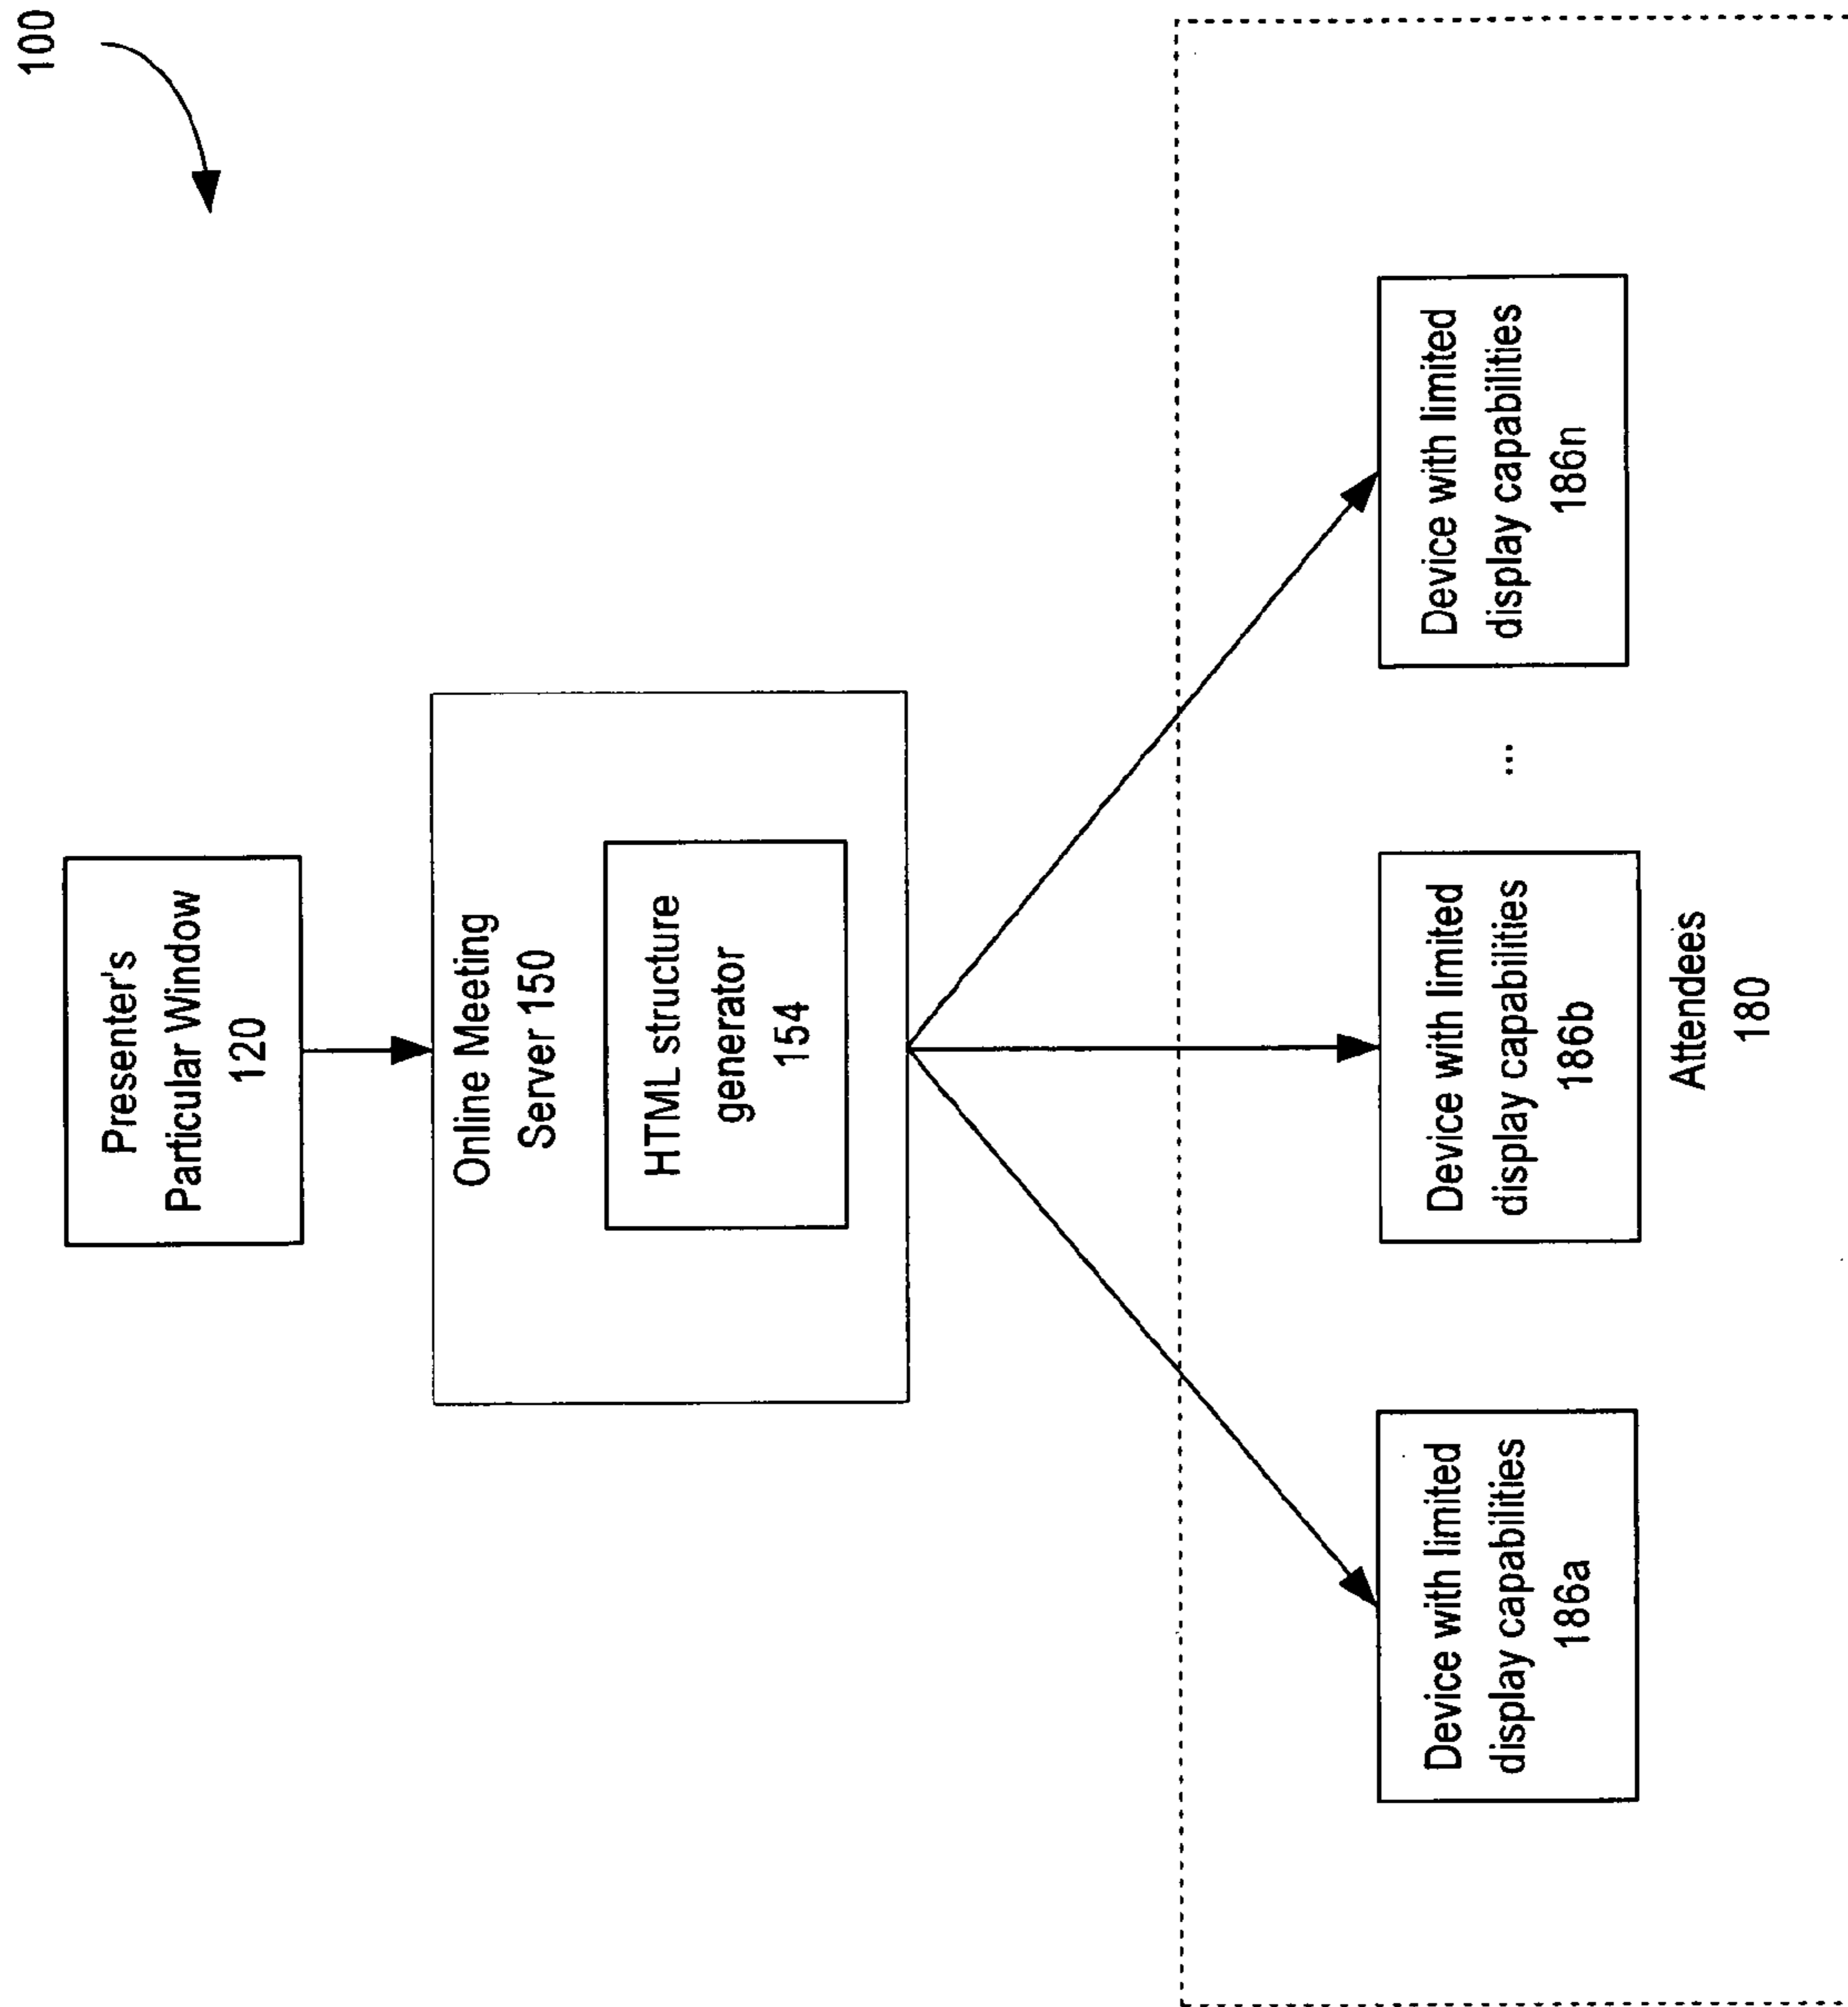 100
Presenter's
Particular Window
120
Online Meeting
Server 150
HTML structure
generator
154
Device with limited
display capabilities
186a
Device with limited
display capabilities
186b
...
Device with limited
display capabilities
186n
Attendees
180